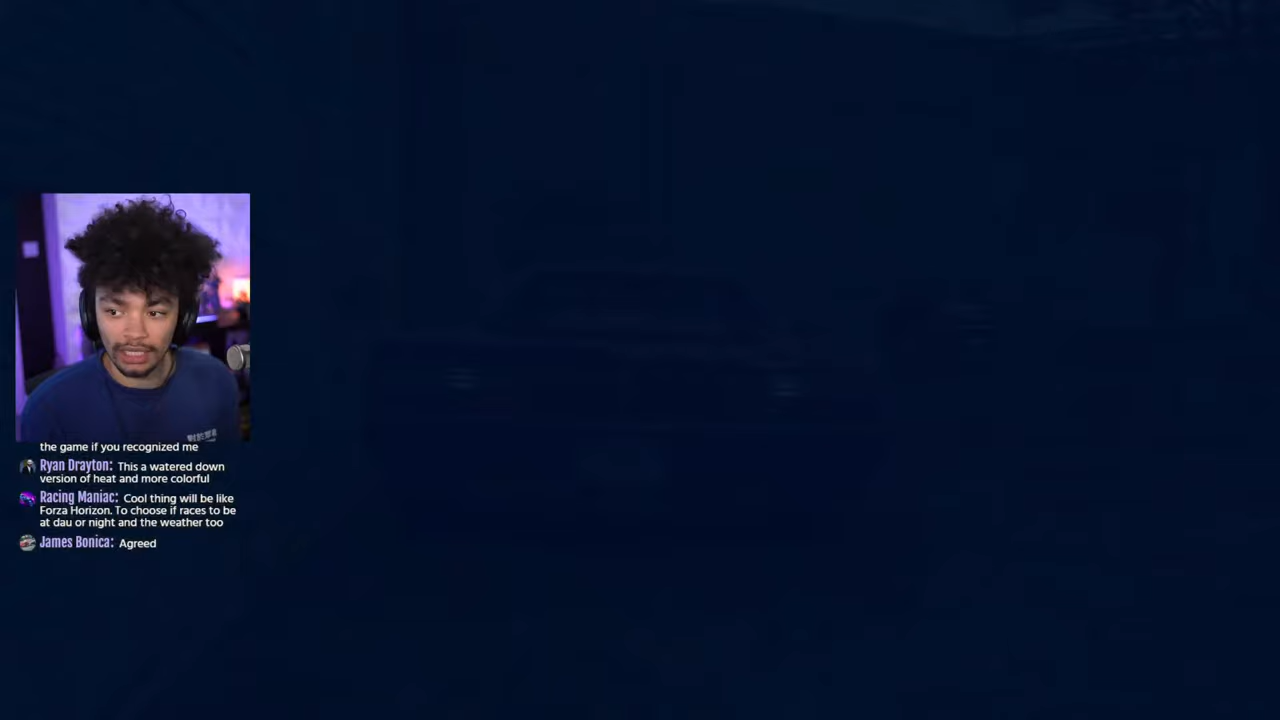 the game if you recognized me
Ryan Drayton: This a watered down
version of heat and more colorful
Racing Maniac: Cool thing will be like
Forza Horizon. To choose if races to be
at dau or night and the weather too
James Bonica: Agreed